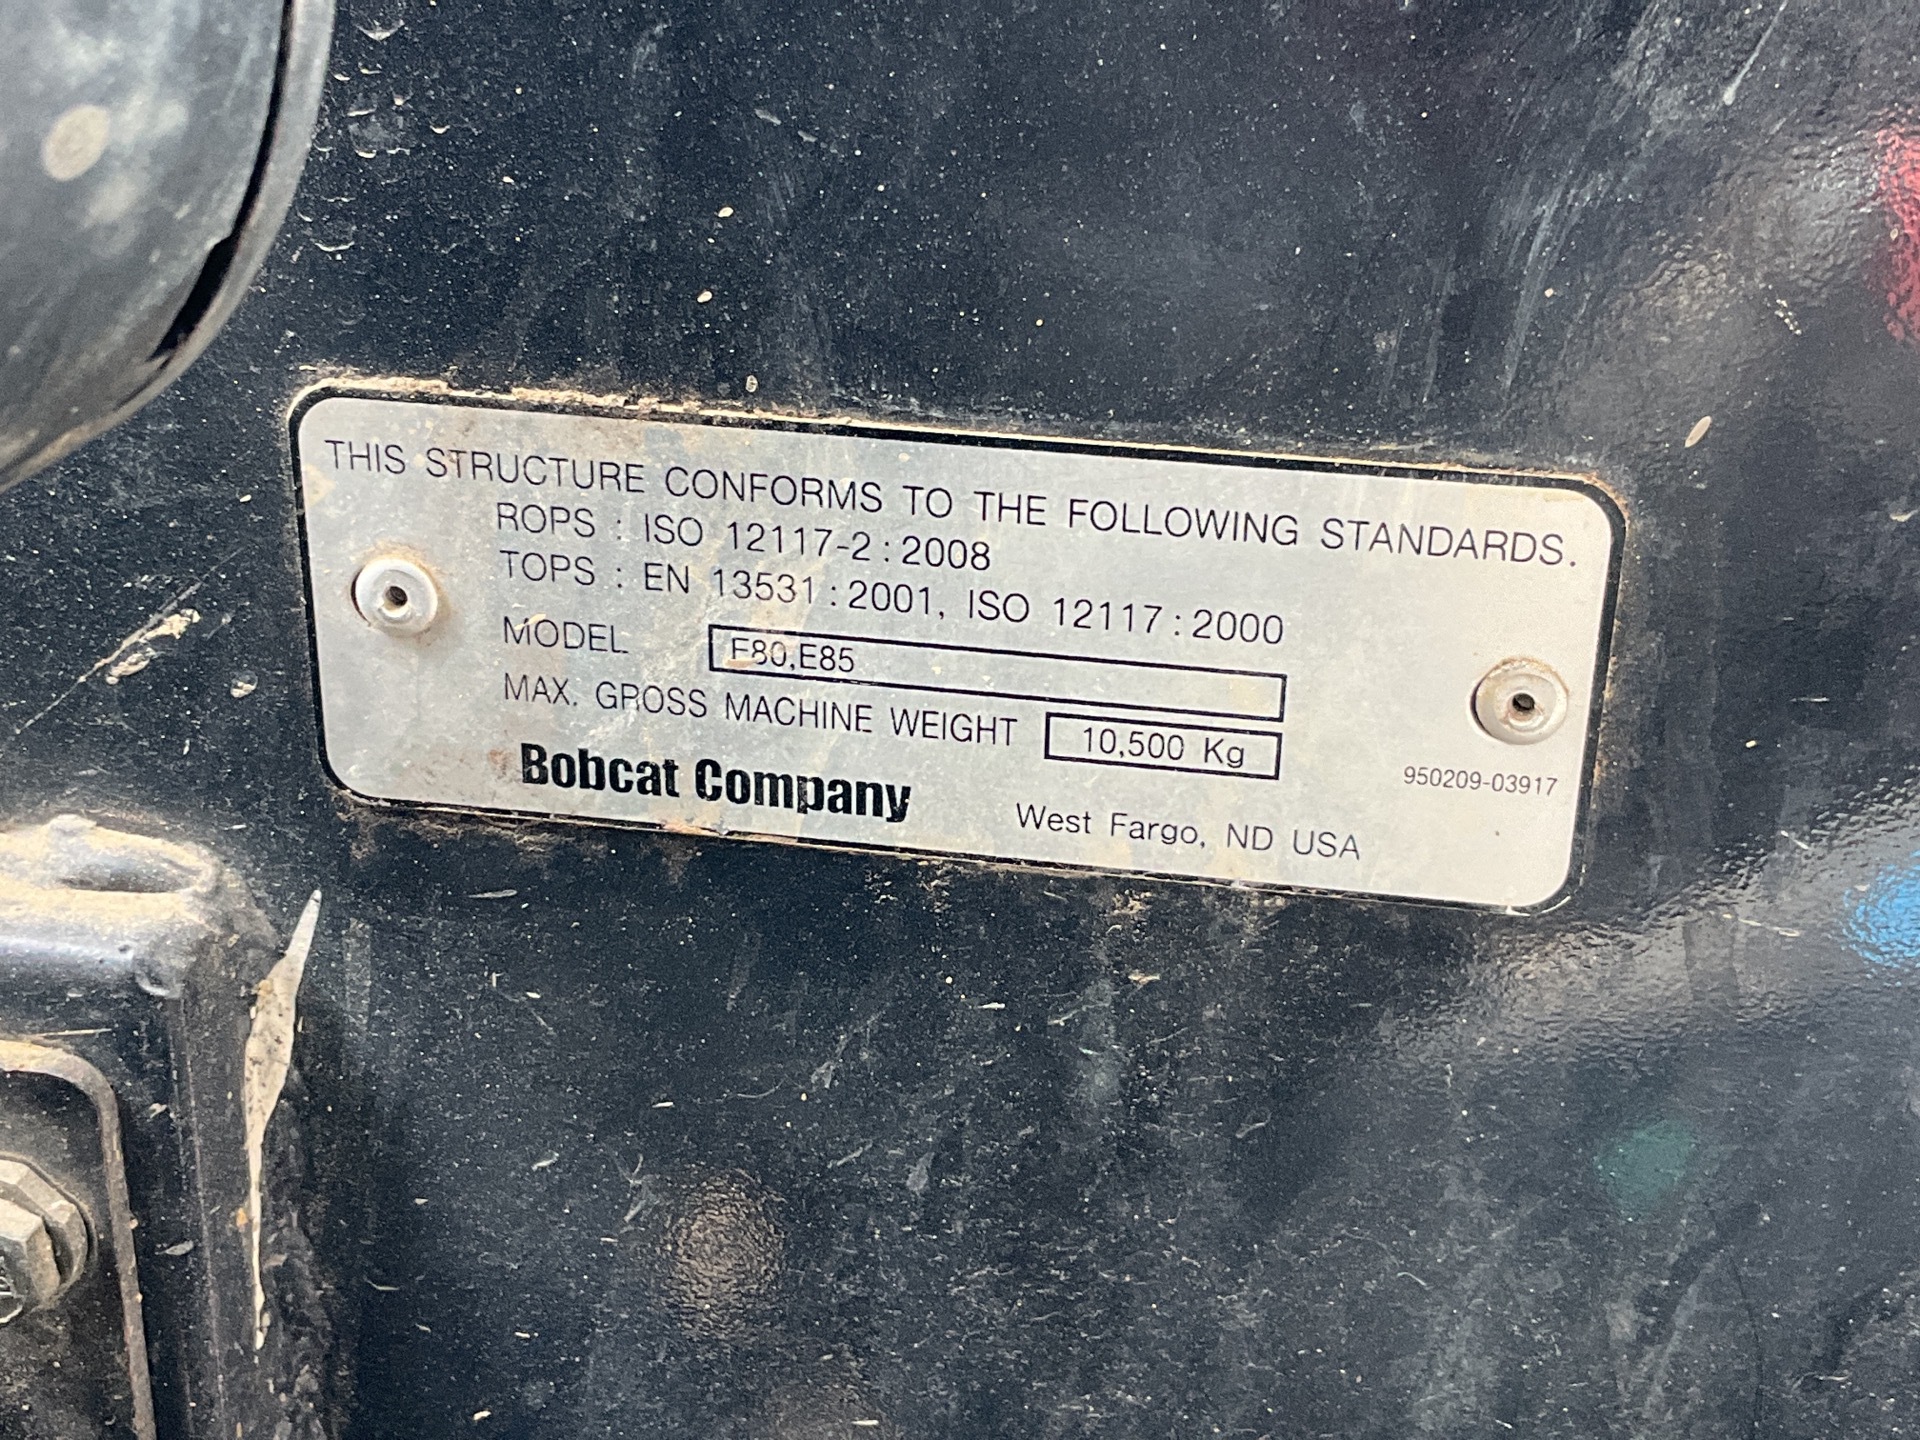 THIS STRUCTURE CONFORMS TO THE FOLLOWING STANDARDS.
ROPS : ISO 12117-2 : 2008
TOPS : EN 13531 : 2001, ISO 12117 : 2000
MODEL E80,E85
MAX. GROSS MACHINE WEIGHT 10,500 Kg
950209-03917
Bobcat Company West Fargo, ND USA